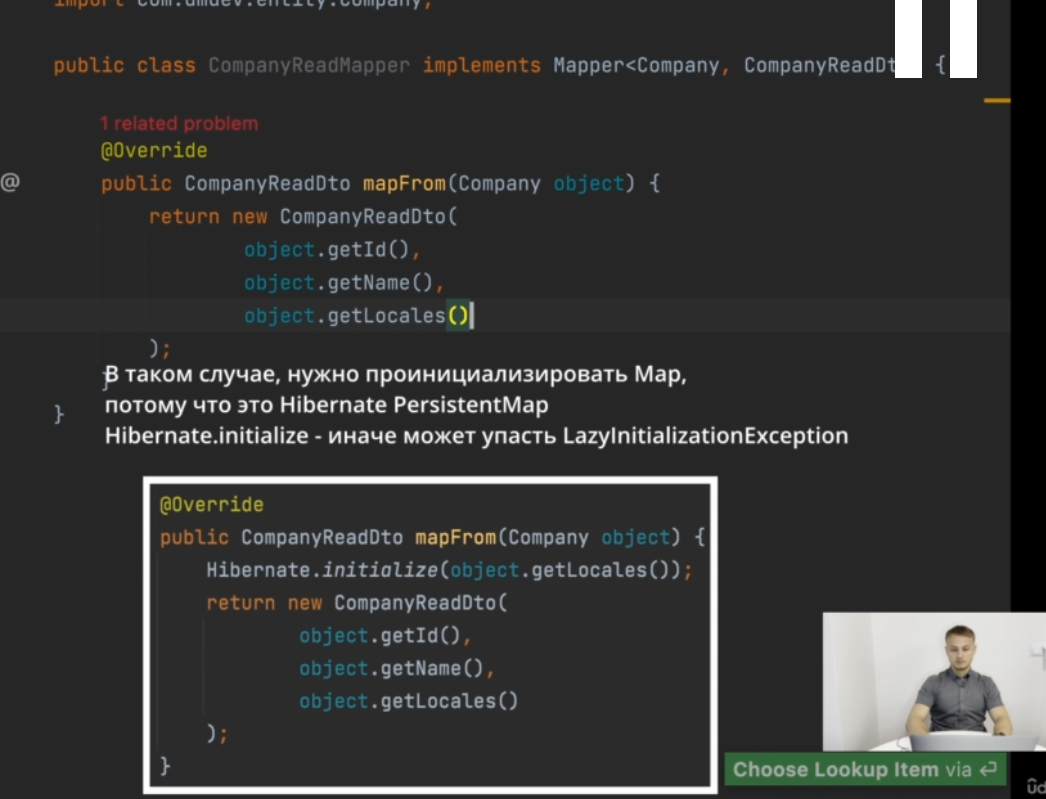 import com.dmdev.entity.Company;
public class CompanyReadMapper implements Mapper<Company, CompanyReadDt {
1 related problem
@Override
@
public CompanyReadDto mapFrom(Company object) {
return new CompanyReadDto(
object.getId(),
object.getName(),
object.getLocales()
);
}
В таком случае, нужно проинициализировать Map,
потому что это Hibernate PersistentMap
}
Hibernate.initialize - иначе может упасть LazyInitializationException
@Override
public CompanyReadDto mapFrom(Company object) {
Hibernate.initialize(object.getLocales());
return new CompanyReadDto(
object.getId(),
object.getName(),
object.getLocales()
);
}
Choose Lookup Item via ↵
ûd